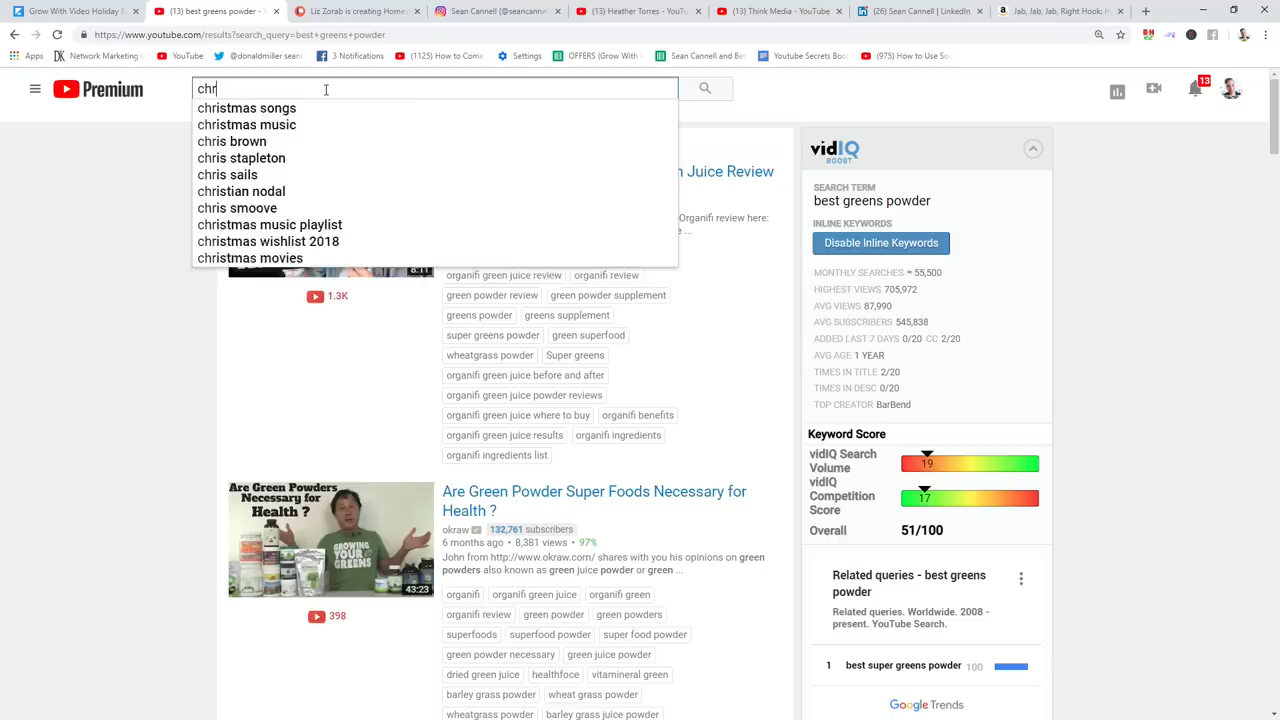 Grow With Video Holiday B
(13) best greens powder - 
Liz Zorab is creating Homes
Sean Cannell (@seancanne
(13) Heather Torres - YouTu
(13) Think Media - YouTube
(26) Sean Cannell | LinkedIn
Jab, Jab, Jab, Right Hook: H
https://www.youtube.com/results?search_query=best+greens+powder
Apps
Network Marketing
YouTube
@donaldmiller seanc
3 Notifications
(1125) How to Come
Settings
OFFERS (Grow With
Sean Cannell and Ben
Youtube Secrets Boo
(975) How to Use So
Premium
chr
13
christmas songs
christmas music
chris brown
chris stapleton
chris sails
christian nodal
chris smoove
christmas music playlist
christmas wishlist 2018
christmas movies
n Juice Review
Organifi review here:
e ...
8:11
1.3K
organifi green juice review
organifi review
green powder review
green powder supplement
greens powder
greens supplement
super greens powder
green superfood
wheatgrass powder
Super greens
organifi green juice before and after
organifi green juice powder reviews
organifi green juice where to buy
organifi benefits
organifi green juice results
organifi ingredients
organifi ingredients list
Are Green Powders
Necessary for
Health ?
GROWING
YOUR
GREENS
43:23
398
Are Green Powder Super Foods Necessary for
Health ?
okraw
132,761 subscribers
6 months ago • 8,381 views • 97%
John from http://www.okraw.com/ shares with you his opinions on green
powders also known as green juice powder or green ...
organifi
organifi green juice
organifi green
organifi review
green powder
green powders
superfoods
superfood powder
super food powder
green powder necessary
green juice powder
dried green juice
healthforce
vitamineral green
barley grass powder
wheat grass powder
wheatgrass powder
barley grass juice powder
vidIQ
BOOST
SEARCH TERM
best greens powder
INLINE KEYWORDS
Disable Inline Keywords
MONTHLY SEARCHES ≈ 55,500
HIGHEST VIEWS 705,972
AVG VIEWS 87,990
AVG SUBSCRIBERS 545,838
ADDED LAST 7 DAYS 0/20 CC 2/20
AVG AGE 1 YEAR
TIMES IN TITLE 2/20
TIMES IN DESC 0/20
TOP CREATOR BarBend
Keyword Score
vidIQ Search
Volume
19
vidIQ
Competition
Score
17
Overall 51/100
Related queries - best greens
powder
Related queries. Worldwide. 2008 -
present. YouTube Search.
1 best super greens powder 100
Google Trends